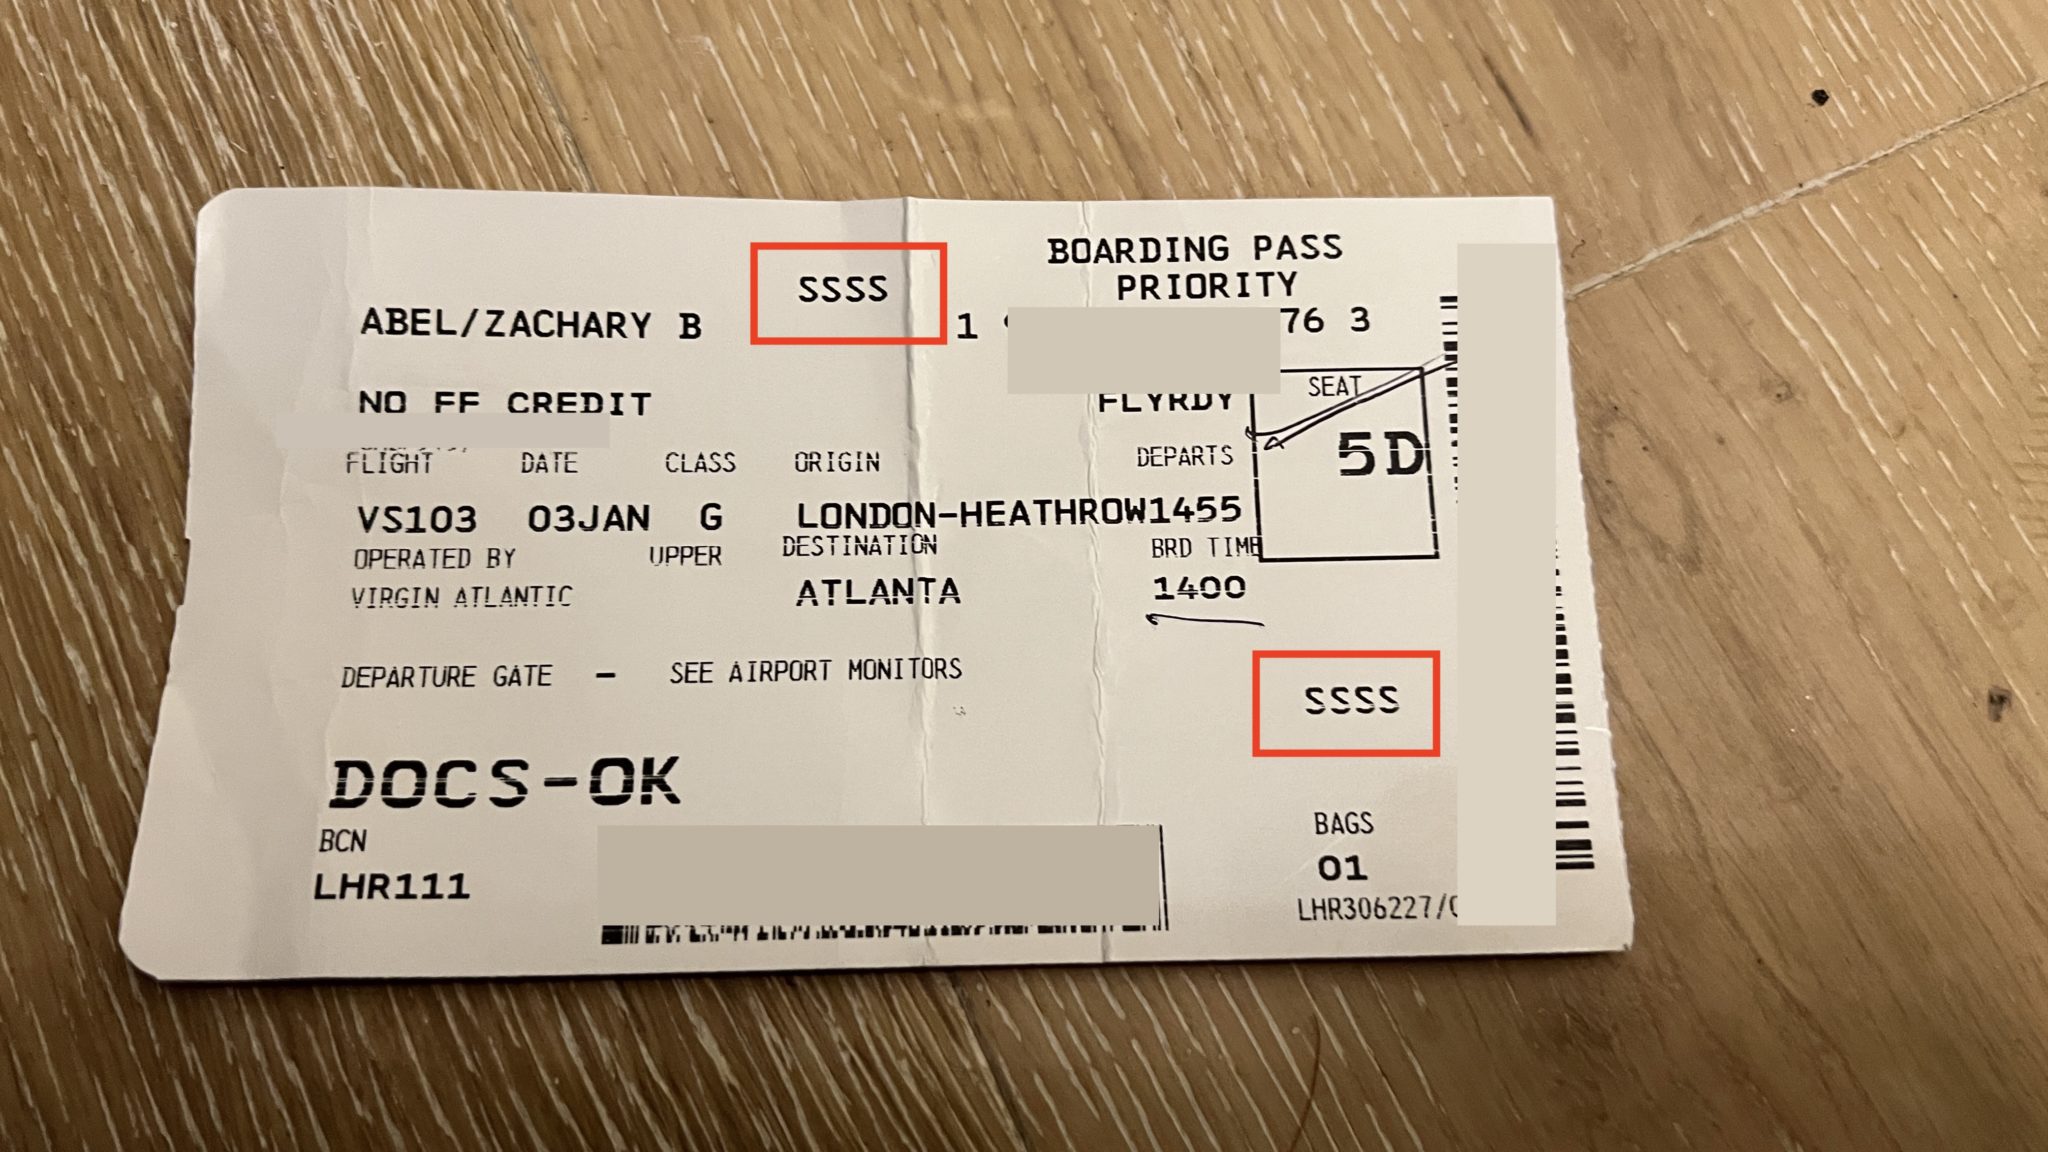 SSSS
BOARDING PASS
PRIORITY
ABEL/ZACHARY B 1 76 3
NO FF CREDIT FLYRDY SEAT
FLIGHT DATE CLASS ORIGIN DEPARTS 5D
VS103 03JAN G LONDON-HEATHROW1455
OPERATED BY UPPER DESTINATION BRD TIME
VIRGIN ATLANTIC ATLANTA 1400
DEPARTURE GATE - SEE AIRPORT MONITORS
SSSS
DOCS-OK
BCN BAGS
LHR111 01
LHR306227/